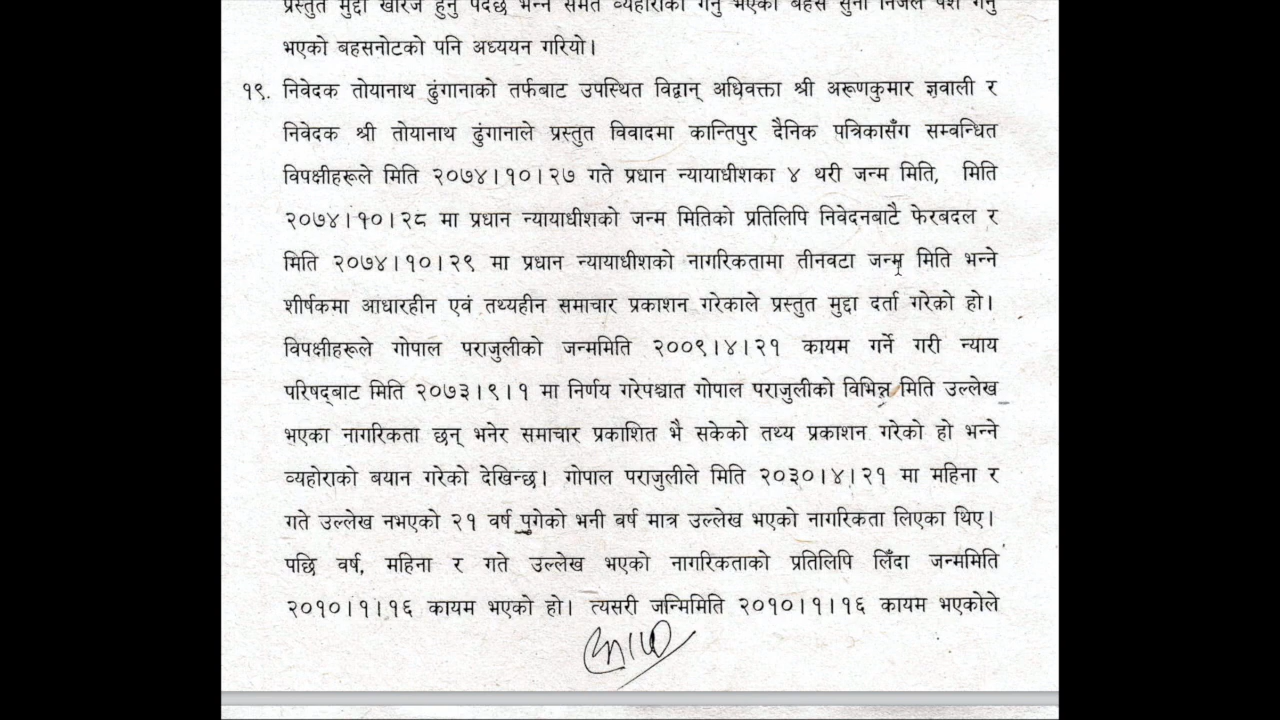 प्रस्तुत मुद्दा खारेज हुनु पर्दछ भन्ने समेत व्यहोराको गर्नु भएको बहस सुनी निजले पेश गर्नु
भएको बहसनोटको पनि अध्ययन गरियो।
१९. निवेदक तोयानाथ ढुंगानाको तर्फबाट उपस्थित विद्वान् अधिवक्ता श्री अरूणकुमार ज्ञवाली र
निवेदक श्री तोयानाथ ढुंगानाले प्रस्तुत विवादमा कान्तिपुर दैनिक पत्रिकासँग सम्बन्धित
विपक्षीहरूले मिति २०७४।१०।२७ गते प्रधान न्यायाधीशका ४ थरी जन्म मिति, मिति
२०७४।१०।२८ मा प्रधान न्यायाधीशको जन्म मितिको प्रतिलिपि निवेदनबाटै फेरबदल र
मिति २०७४।१०।२९ मा प्रधान न्यायाधीशको नागरिकतामा तीनवटा जन्म मिति भन्ने
शीर्षकमा आधारहीन एवं तथ्यहीन समाचार प्रकाशन गरेकाले प्रस्तुत मुद्दा दर्ता गरेको हो।
विपक्षीहरूले गोपाल पराजुलीको जन्ममिति २००९।४।२१ कायम गर्ने गरी न्याय
परिषद्बाट मिति २०७३।९।१ मा निर्णय गरेपश्चात गोपाल पराजुलीको विभिन्न मिति उल्लेख
भएका नागरिकता छन् भनेर समाचार प्रकाशित भै सकेको तथ्य प्रकाशन गरेको हो भन्ने
व्यहोराको बयान गरेको देखिन्छ। गोपाल पराजुलीले मिति २०३०।४।२१ मा महिना र
गते उल्लेख नभएको २१ वर्ष पुगेको भनी वर्ष मात्र उल्लेख भएको नागरिकता लिएका थिए।
पछि वर्ष, महिना र गते उल्लेख भएको नागरिकताको प्रतिलिपि लिँदा जन्ममिति
२०१०।१।१६ कायम भएको हो। त्यसरी जन्मिमिति २०१०।१।१६ कायम भएकोले